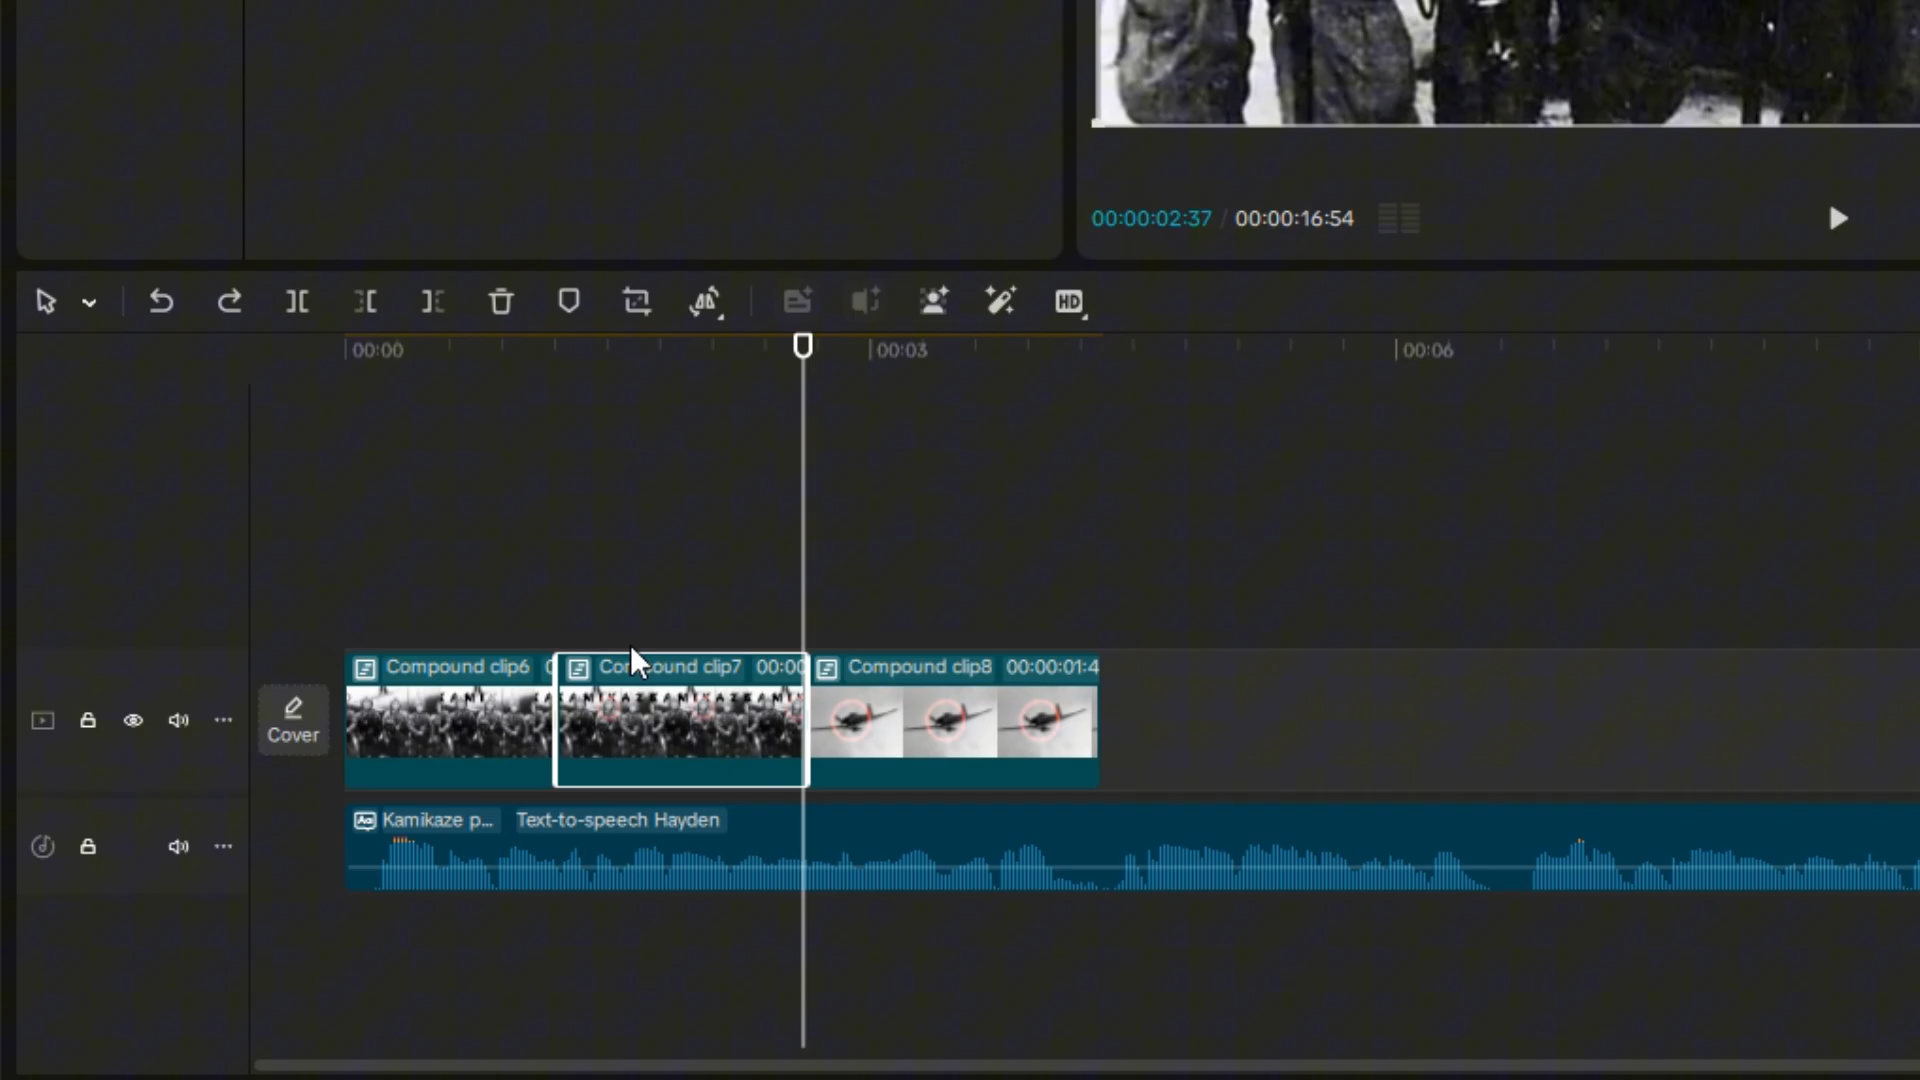 00:00:02:37 / 00:00:16:54
HD
00:00
00:03
00:06
Compound clip6
Compound clip7 00:00
Compound clip8 00:00:01:4
Cover
Kamikaze p... Text-to-speech Hayden